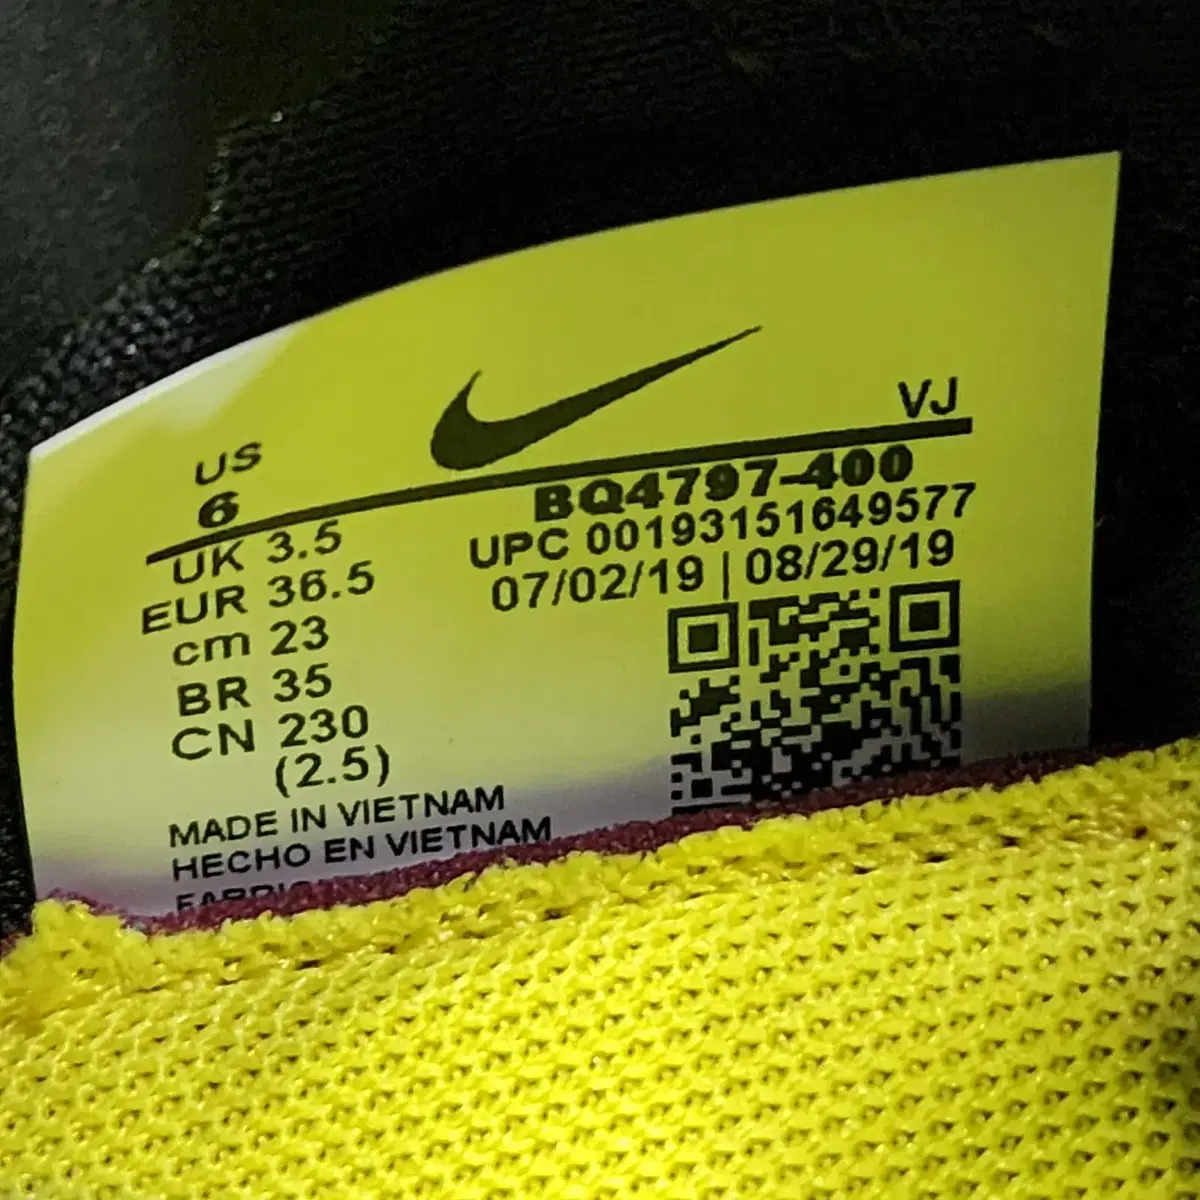 US
6
UK 3.5
EUR 36.5
cm 23
BR 35
CN 230
(2.5)
MADE IN VIETNAM
HECHO EN VIETNAM
VJ
BQ4797-400
UPC 00193151649577
07/02/19 | 08/29/19